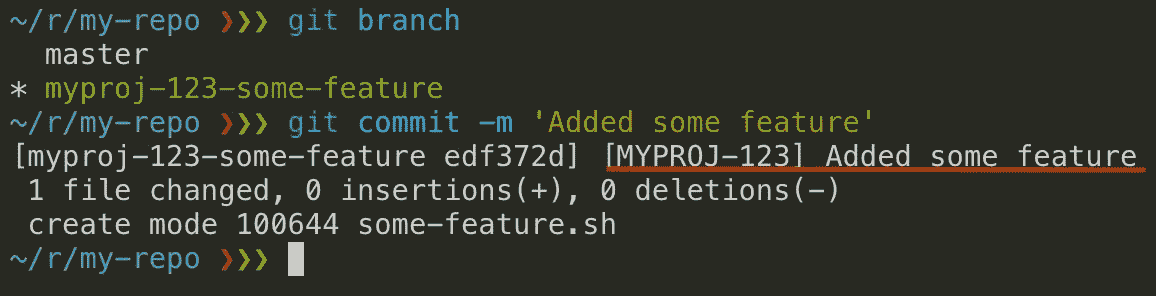 ~/r/my-repo ❯❯❯ git branch
  master
* myproj-123-some-feature
~/r/my-repo ❯❯❯ git commit -m 'Added some feature'
[myproj-123-some-feature edf372d] [MYPROJ-123] Added some feature
 1 file changed, 0 insertions(+), 0 deletions(-)
 create mode 100644 some-feature.sh
~/r/my-repo ❯❯❯